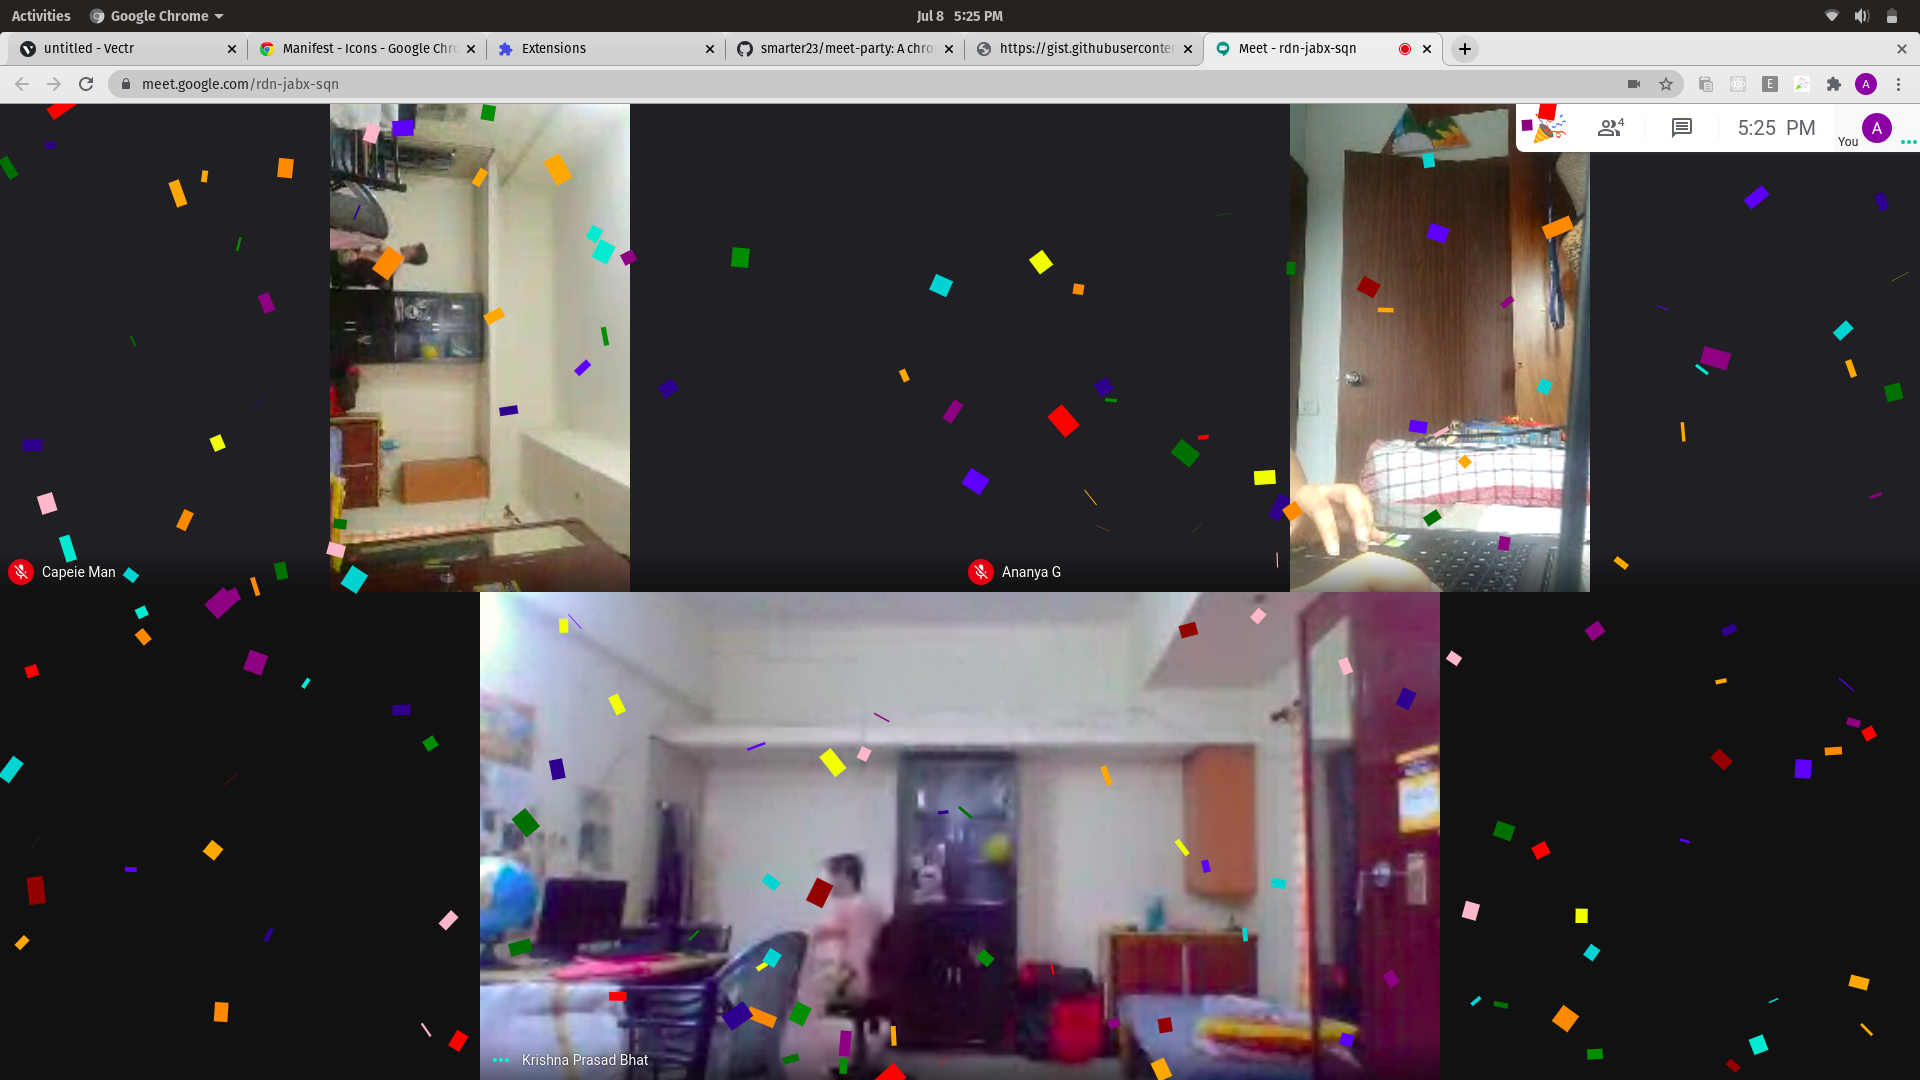 Activities Google Chrome Jul 8 5:25 PM
untitled - Vectr Manifest - Icons - Google Chro Extensions smarter23/meet-party: A chro https://gist.githubuserconte Meet - rdn-jabx-sqn
meet.google.com/rdn-jabx-sqn E A
4 5:25 PM You A
Capeie Man Ananya G
Krishna Prasad Bhat